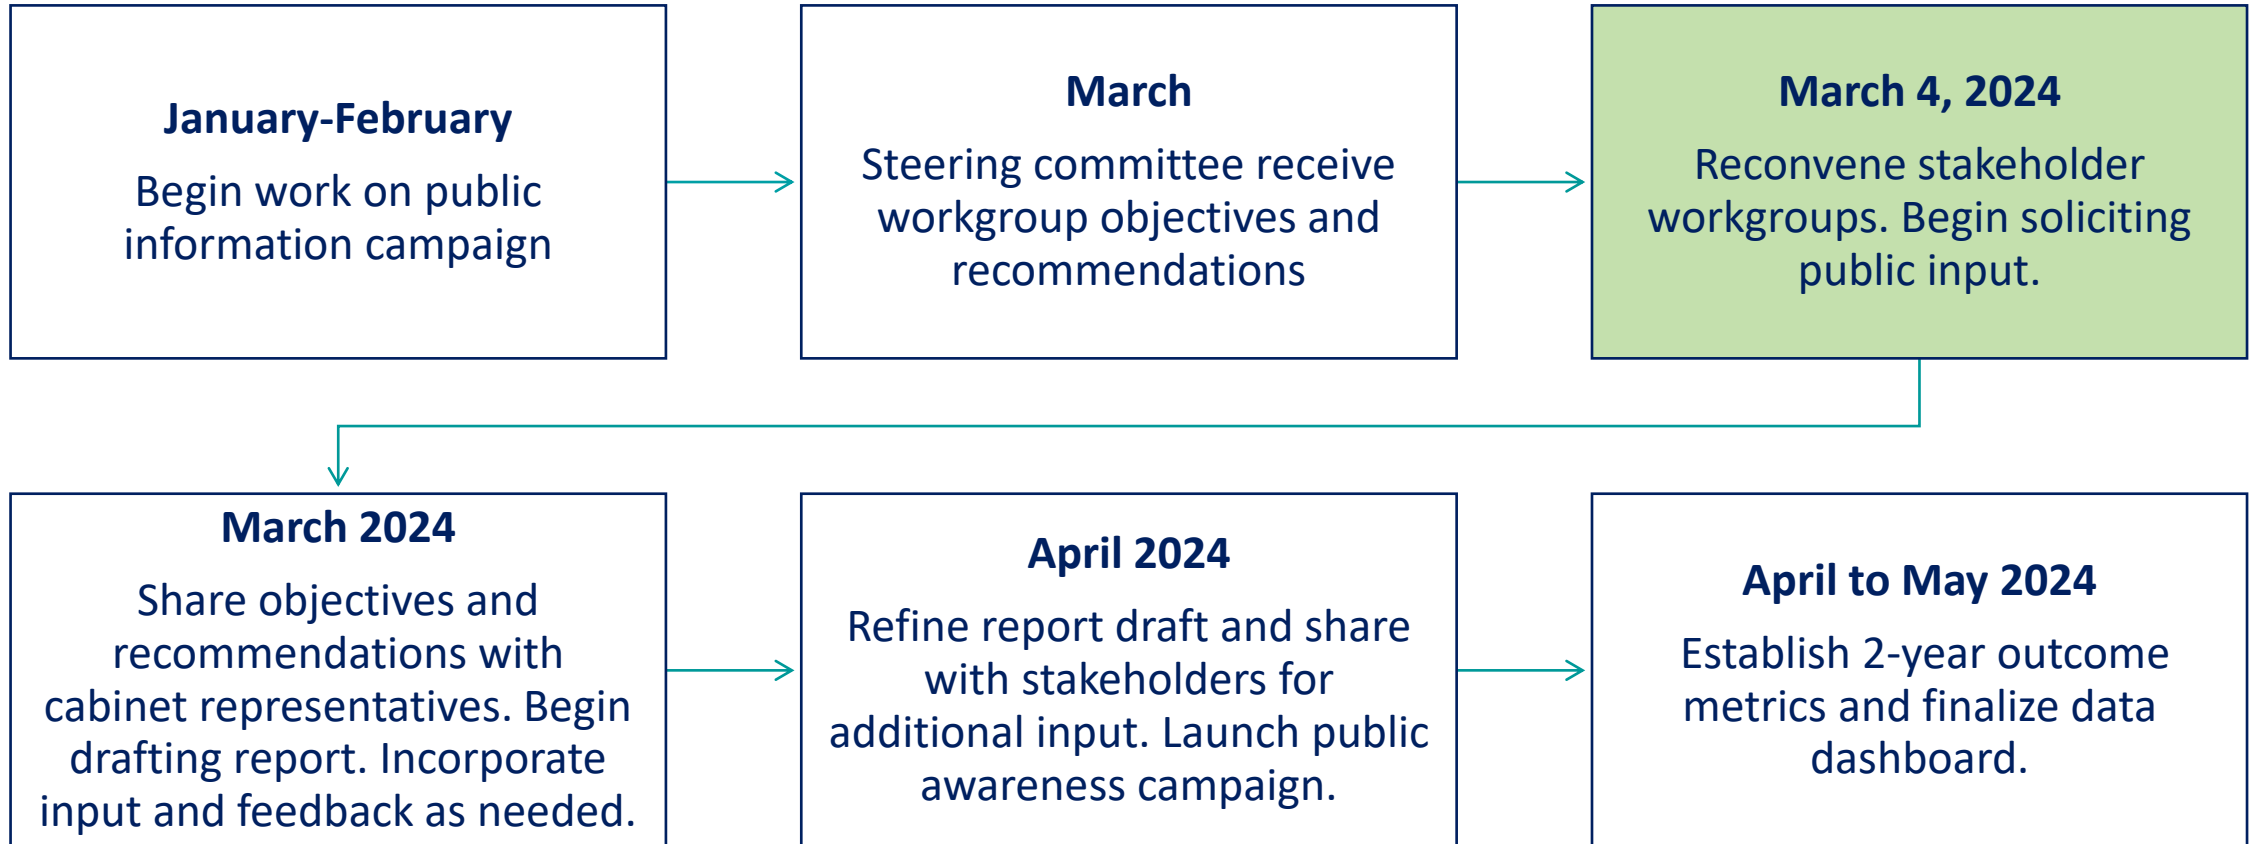 January-February
Begin work on public
information campaign
March
Steering committee receive
workgroup objectives and
recommendations
March 4, 2024
Reconvene stakeholder
workgroups. Begin soliciting
public input.
March 2024
Share objectives and
recommendations with
cabinet representatives. Begin
drafting report. Incorporate
input and feedback as needed.
April 2024
Refine report draft and share
with stakeholders for
additional input. Launch public
awareness campaign.
April to May 2024
Establish 2-year outcome
metrics and finalize data
dashboard.